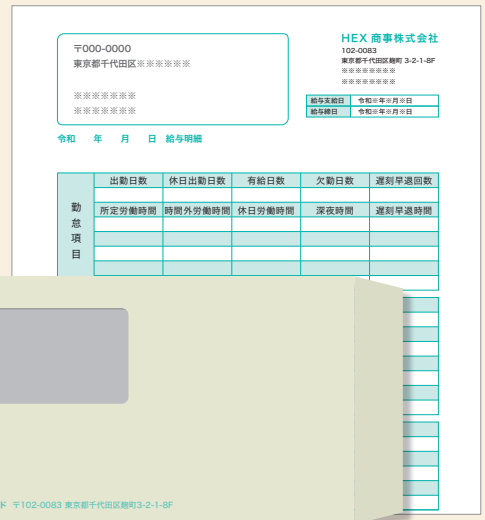 HEX 商事株式会社
102-0083
東京都千代田区麹町 3-2-1-8F
※※※※※※※※
※※※※※※※※
〒000-0000
東京都千代田区※※※※※※
※※※※※※※
※※※※※※※
給与支給日 令和※年※月※日
給与締日 令和※年※月※日
令和 年 月 日 給与明細
勤怠項目
出勤日数 休日出勤日数 有給日数 欠勤日数 遅刻早退回数
所定労働時間 時間外労働時間 休日労働時間 深夜時間 遅刻早退時間
ド 〒102-0083 東京都千代田区麹町3-2-1-8F